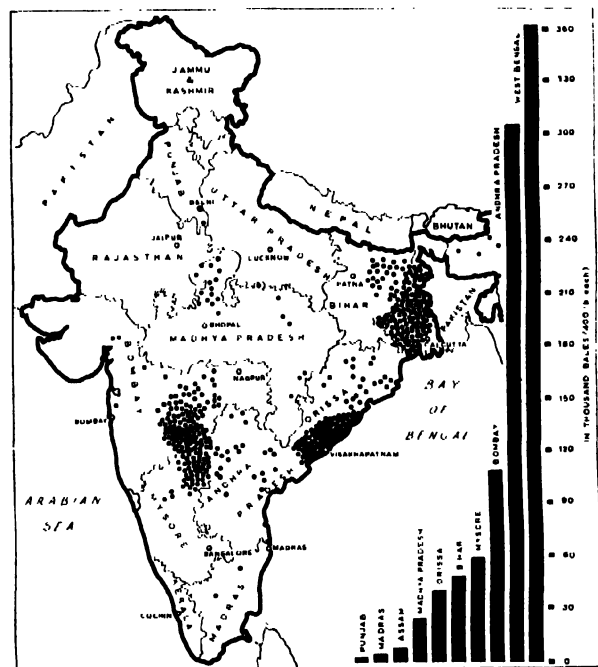 JAMMU
&
KASHMIR
PAKISTAN
PUNJAB
DELHI
UTTAR PRADESH
NEPAL
BHUTAN
JAIPUR
RAJASTHAN
LUCKNOW
PATNA
BIHAR
BHOPAL
MADHYA PRADESH
PAKISTAN
CALCUTTA
BOMBAY
NAGPUR
ORISSA
BAY
OF
BENGAL
BOMBAY
VISAKHAPATNAM
ANDHRA
PRADESH
ARABIAN
SEA
MYSORE
BANGALORE
MADRAS
KERALA
COCHIN
MADRAS
PUNJAB
MADRAS
ASSAM
MADHYA PRADESH
ORISSA
BIHAR
MYSORE
BOMBAY
ANDHRA PRADESH
WEST BENGAL
360
330
300
270
240
210
180
150
120
90
60
30
0
IN THOUSAND BALES (400 lb each)